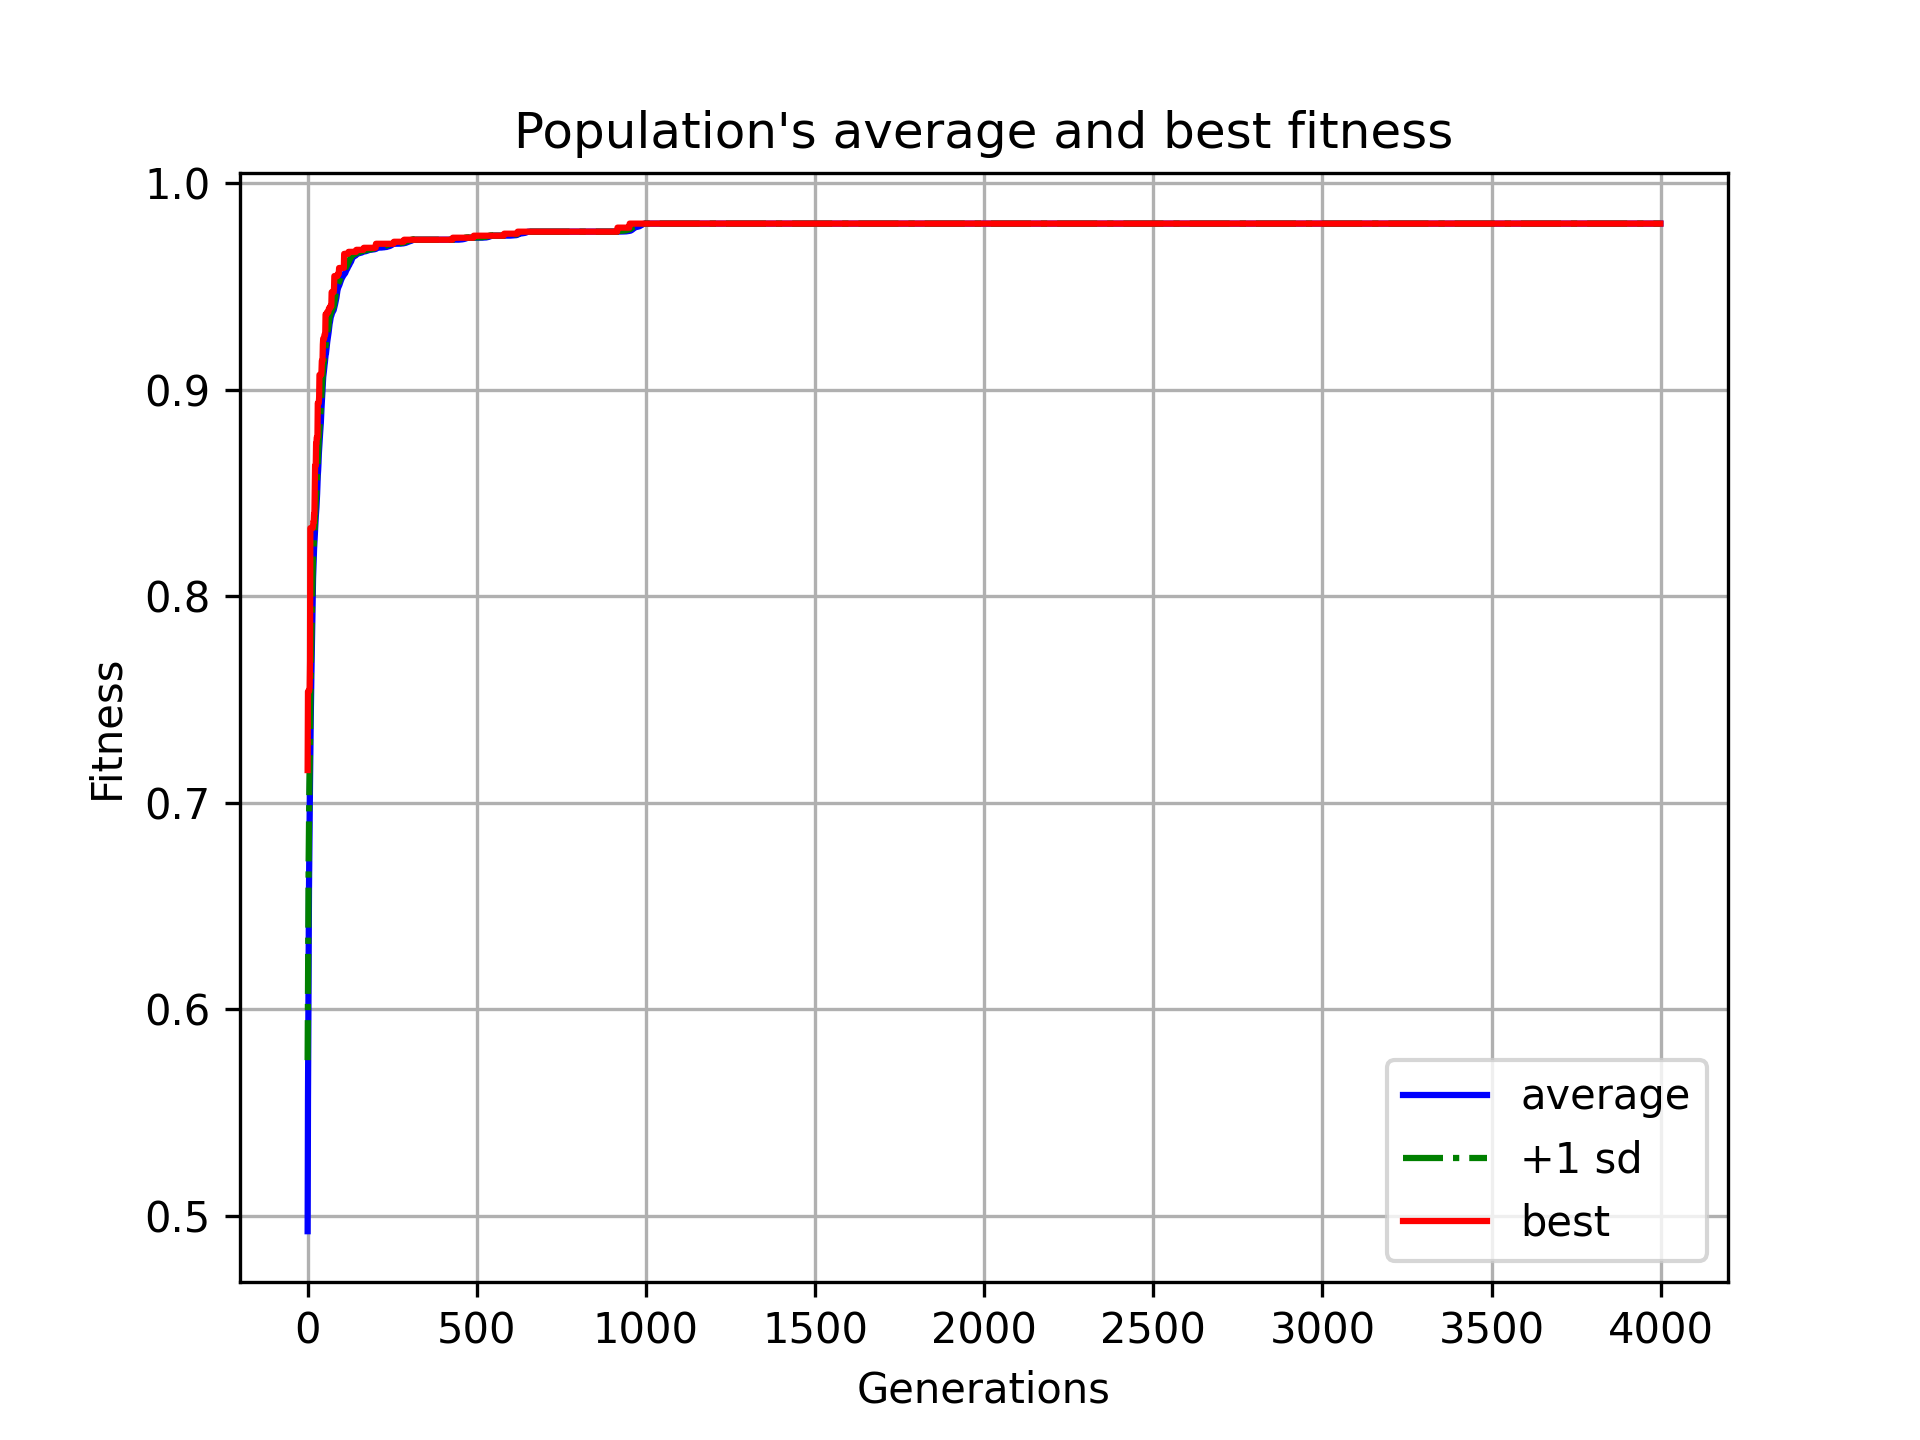 Population's average and best fitness
1.0
0.9
0.8
0.7
0.6
0.5
Fitness
0 500 1000 1500 2000 2500 3000 3500 4000
Generations
average
+1 sd
best